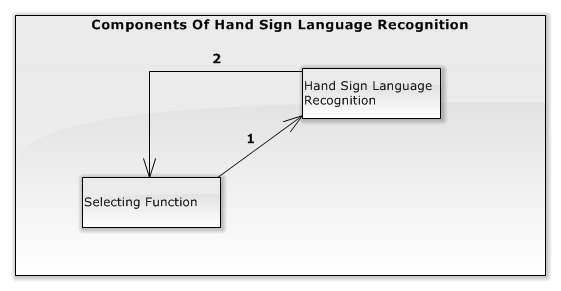 Components Of Hand Sign Language Recognition
2
Hand Sign Language
Recognition
1
Selecting Function